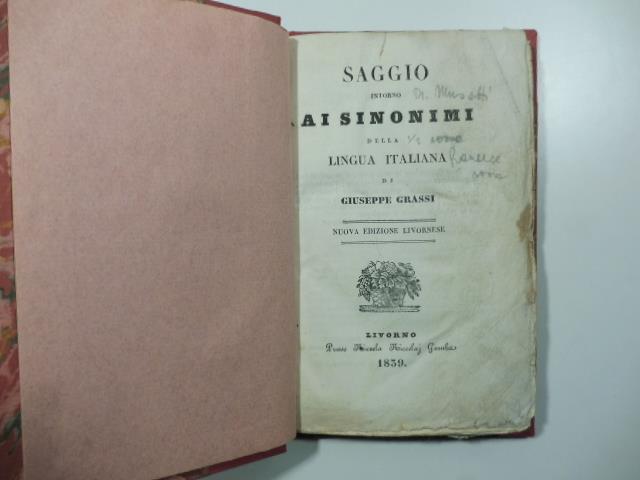 SAGGIO
INTORNO
AI SINONIMI
DELLA
LINGUA ITALIANA
DI
GIUSEPPE GRASSI
NUOVA EDIZIONE LIVORNESE
LIVORNO
1839.